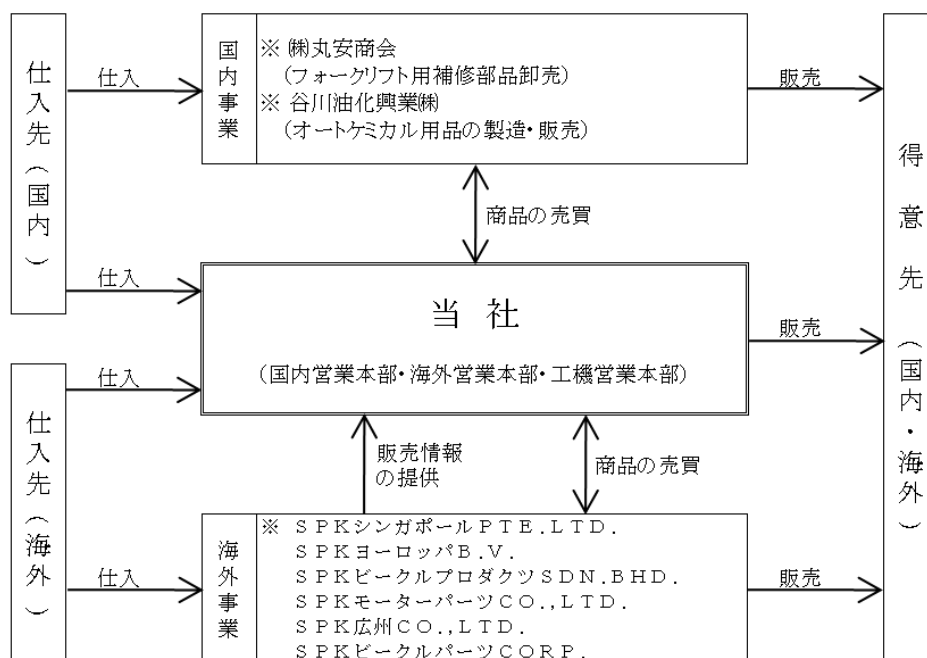 仕入先(国内)
仕入
国内事業
※ ㈱丸安商会
(フォークリフト用補修部品卸売)
※ 谷川油化興業㈱
(オートケミカル用品の製造・販売)
販売
得意先(国内・海外)
商品の売買
仕入
当 社
(国内営業本部・海外営業本部・工機営業本部)
販売
仕入先(海外)
仕入
販売情報
の提供
商品の売買
仕入
海外事業
※ SPKシンガポールPTE.LTD.
SPKヨーロッパB.V.
SPKビークルプロダクツSDN.BHD.
SPKモーターパーツCO.,LTD.
SPK広州CO.,LTD.
SPKビークルパーツCORP.
販売